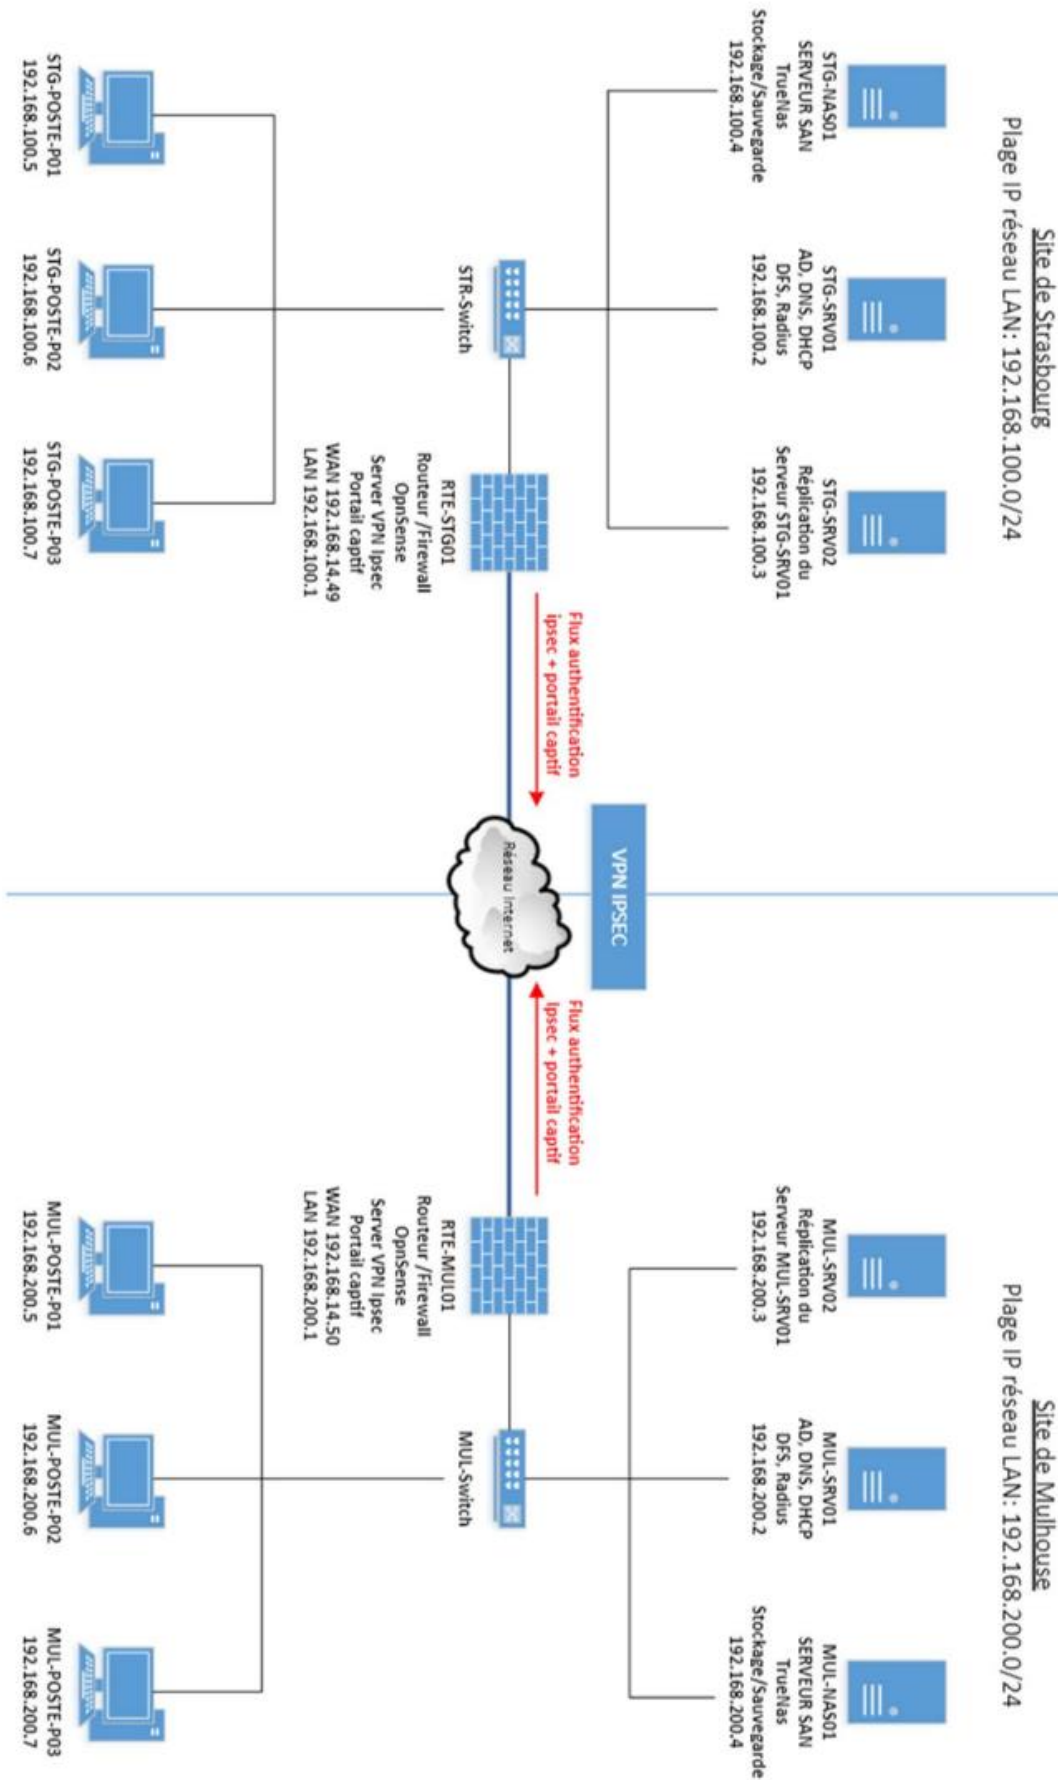 Site de Strasbourg
Plage IP réseau LAN: 192.168.100.0/24
STG-NAS01
SERVEUR SAN
TrueNas
Stockage/Sauvegarde
192.168.100.4
STG-SRV01
AD, DNS, DHCP
DFS, Radius
192.168.100.2
STG-SRV02
Réplication du
Serveur STG-SRV01
192.168.100.3
STR-Switch
RTE-STG01
Routeur /Firewall
OpnSense
Server VPN Ipsec
Portail captif
WAN 192.168.14.49
LAN 192.168.100.1
STG-POSTE-P01
192.168.100.5
STG-POSTE-P02
192.168.100.6
STG-POSTE-P03
192.168.100.7
Flux authentification
ipsec + portail captif
VPN IPSEC
Réseau Internet
Flux authentification
Ipsec + portail captif
Site de Mulhouse
Plage IP réseau LAN: 192.168.200.0/24
MUL-SRV02
Réplication du
Serveur MUL-SRV01
192.168.200.3
MUL-SRV01
AD, DNS, DHCP
DFS, Radius
192.168.200.2
MUL-NAS01
SERVEUR SAN
TrueNas
Stockage/Sauvegarde
192.168.200.4
RTE-MUL01
Routeur /Firewall
OpnSense
Server VPN Ipsec
Portail captif
WAN 192.168.14.50
LAN 192.168.200.1
MUL-Switch
MUL-POSTE-P01
192.168.200.5
MUL-POSTE-P02
192.168.200.6
MUL-POSTE-P03
192.168.200.7